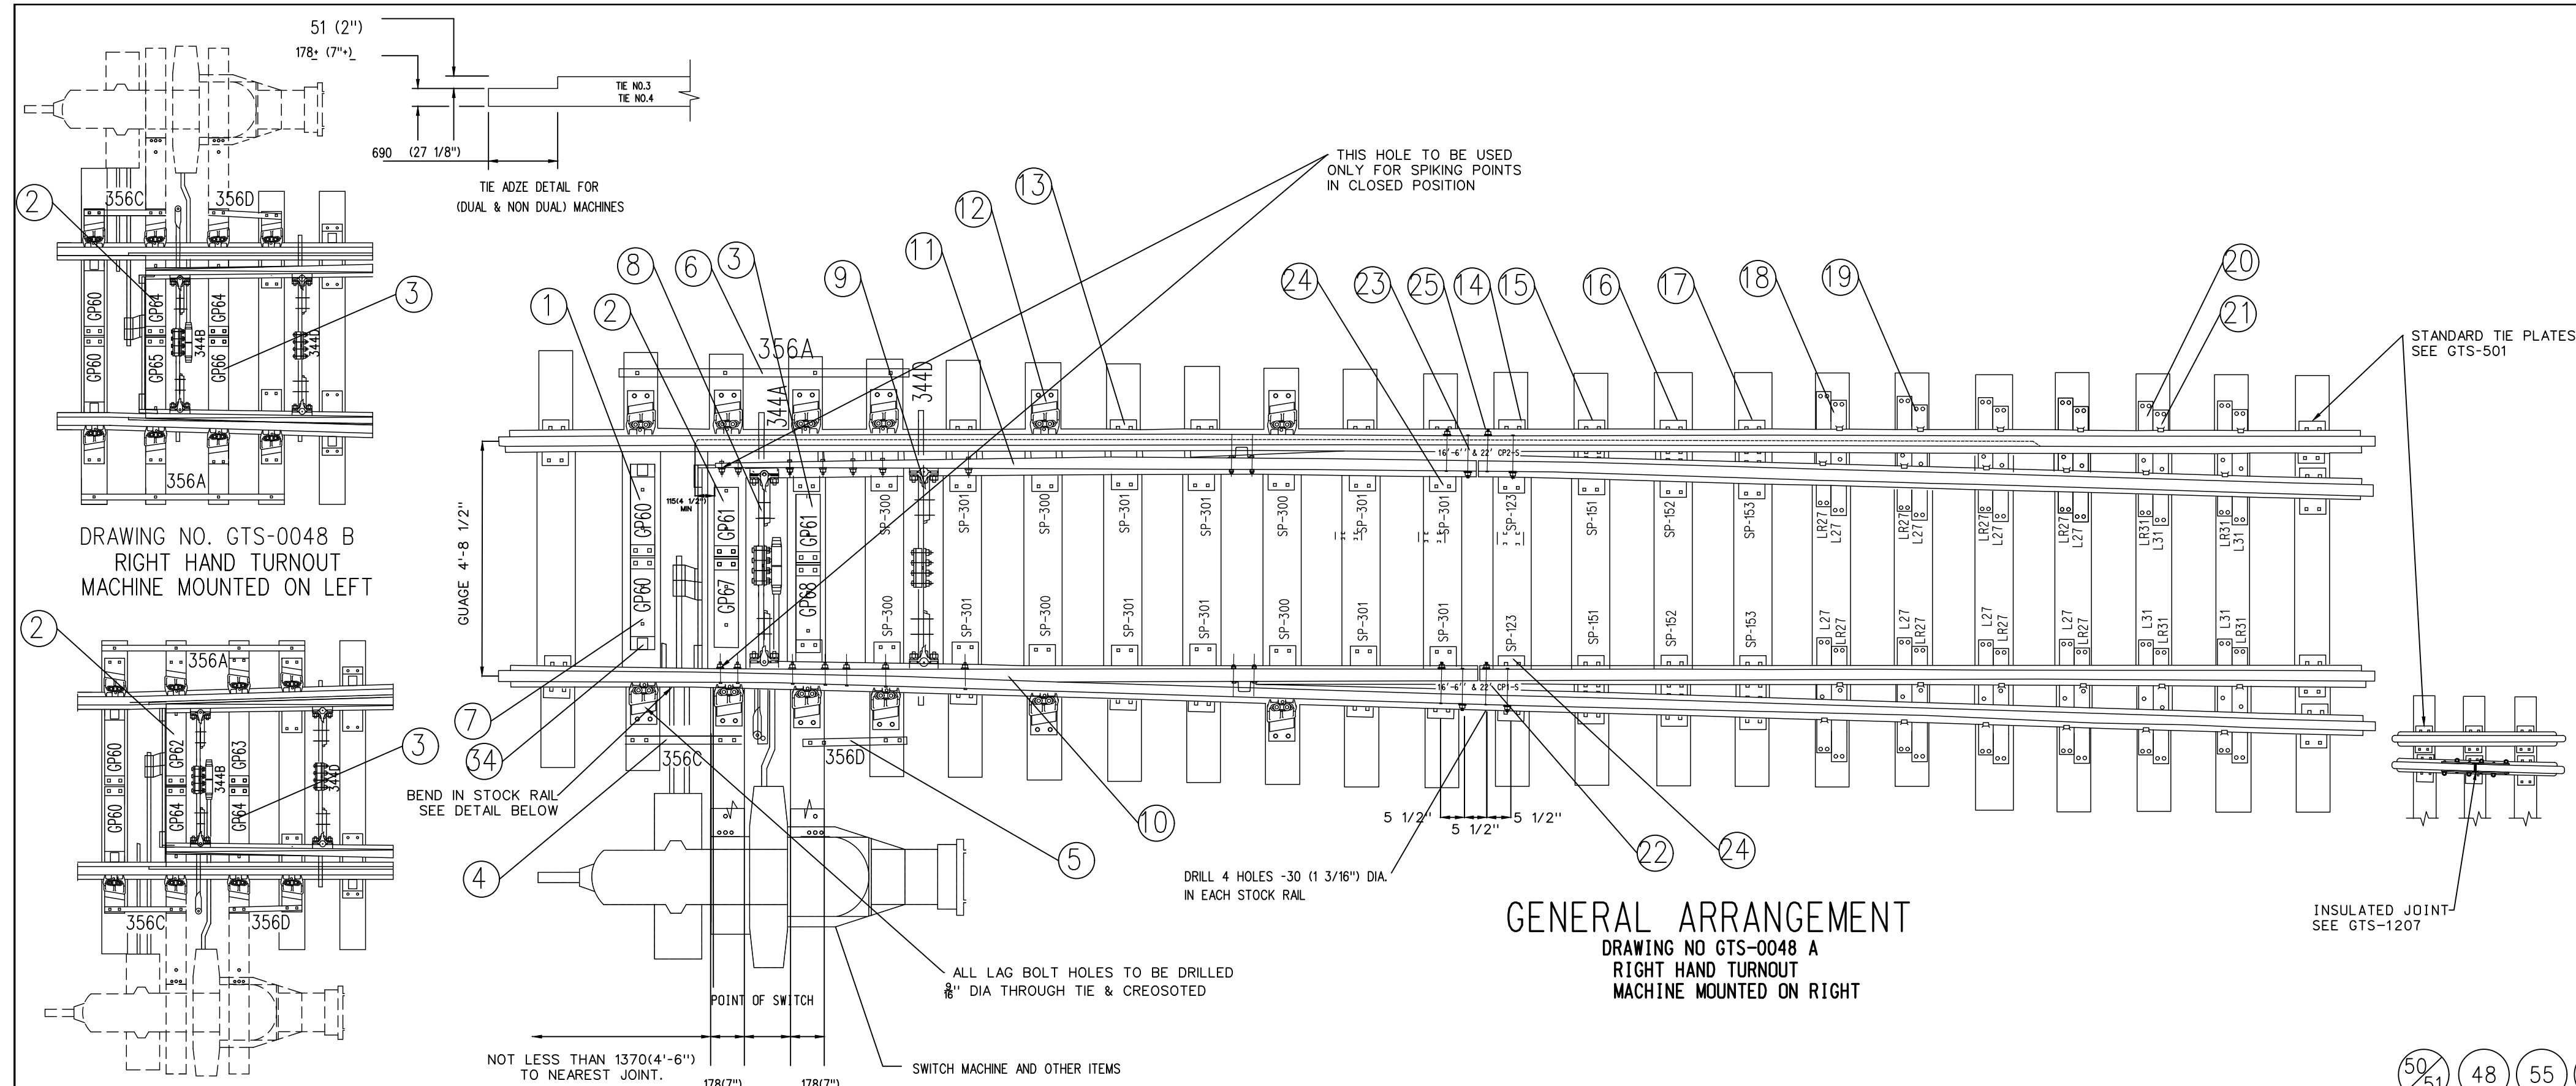 51 (2")
178± (7"±)
TIE NO.3
TIE NO.4
690 (27 1/8")
TIE ADZE DETAIL FOR
(DUAL & NON DUAL) MACHINES
THIS HOLE TO BE USED
ONLY FOR SPIKING POINTS
IN CLOSED POSITION
2
356C
356D
GP60
GP64
GP64
3
GP60
GP65
GP66
344B
344D
356A
DRAWING NO. GTS-0048 B
RIGHT HAND TURNOUT
MACHINE MOUNTED ON LEFT
2
356A
GP60
GP62
GP63
344B
344D
3
GP60
GP64
GP64
356C
356D
1
2
8
6
3
9
11
12
13
24
23
25
14
15
16
17
18
19
20
21
STANDARD TIE PLATES
SEE GTS-501
356A
344A
344D
16'-6" & 22' CP2-S
115(4 1/2")
MIN
GUAGE 4'-8 1/2"
GP60
GP61
GP61
SP-300
SP-301
SP-300
SP-301
SP-301
SP-300
SP-301
SP-301
SP-123
SP-151
SP-152
SP-153
LR27
L27
LR27
L27
LR27
L27
LR27
L27
LR31
L31
LR31
L31
GP60
GP67
GP68
SP-300
SP-301
SP-300
SP-301
SP-301
SP-300
SP-301
SP-301
SP-123
SP-151
SP-152
SP-153
L27
LR27
L27
LR27
L27
LR27
L27
LR27
L31
LR31
L31
LR31
16'-6" & 22' CP1-S
7
34
4
356C
356D
5
10
22
24
BEND IN STOCK RAIL
SEE DETAIL BELOW
5 1/2"
5 1/2"
5 1/2"
DRILL 4 HOLES -30 (1 3/16") DIA.
IN EACH STOCK RAIL
GENERAL ARRANGEMENT
DRAWING NO GTS-0048 A
RIGHT HAND TURNOUT
MACHINE MOUNTED ON RIGHT
INSULATED JOINT
SEE GTS-1207
ALL LAG BOLT HOLES TO BE DRILLED
9/16" DIA THROUGH TIE & CREOSOTED
POINT OF SWITCH
NOT LESS THAN 1370(4'-6")
TO NEAREST JOINT.
178(7")
178(7")
SWITCH MACHINE AND OTHER ITEMS
50/51
48
55